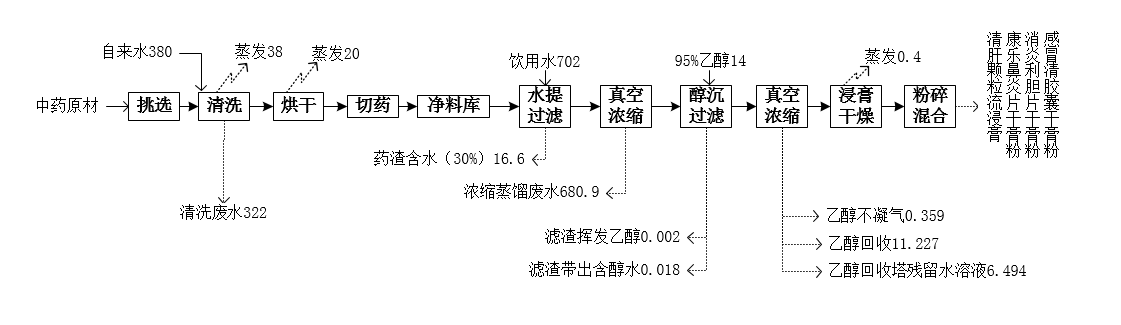 自来水380
蒸发38
蒸发20
饮用水702
95%乙醇14
蒸发0.4
中药原材
挑选
清洗
烘干
切药
净料库
水提
过滤
真空
浓缩
醇沉
过滤
真空
浓缩
浸膏
干燥
粉碎
混合
清肝颗粒流浸膏
康乐鼻炎片干膏粉
消炎利胆片干膏粉
感冒清胶囊干膏粉
药渣含水（30%）16.6
浓缩蒸馏废水680.9
清洗废水322
滤渣挥发乙醇0.002
滤渣带出含醇水0.018
乙醇不凝气0.359
乙醇回收11.227
乙醇回收塔残留水溶液6.494